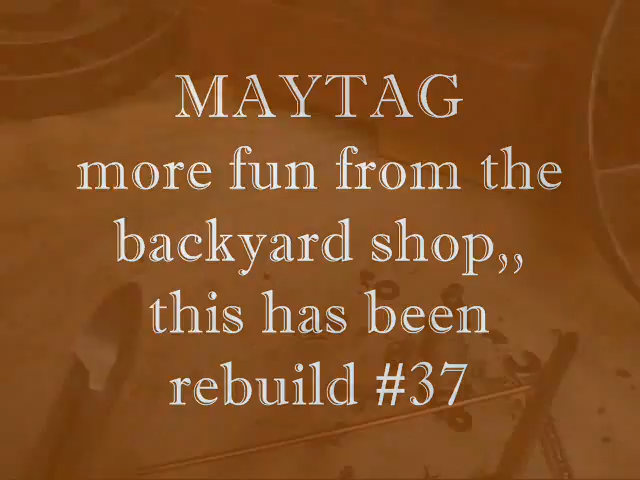 MAYTAG
more fun from the
backyard shop,,
this has been
rebuild #37